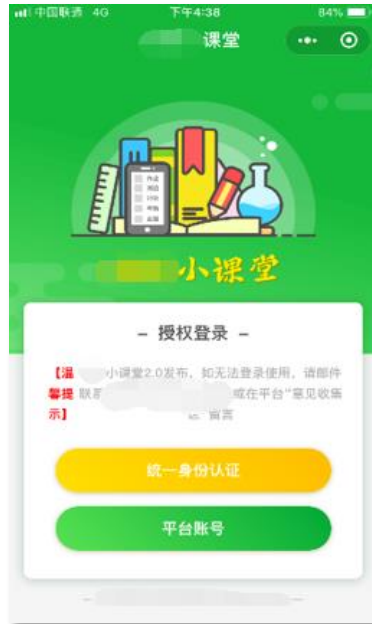 中国联通 4G 下午4:38 84%
课堂
小课堂
– 授权登录 –
【温 小课堂2.0发布，如无法登录使用，请邮件
馨提 联系 或在平台“意见收集
示】 留言
统一身份认证
平台账号